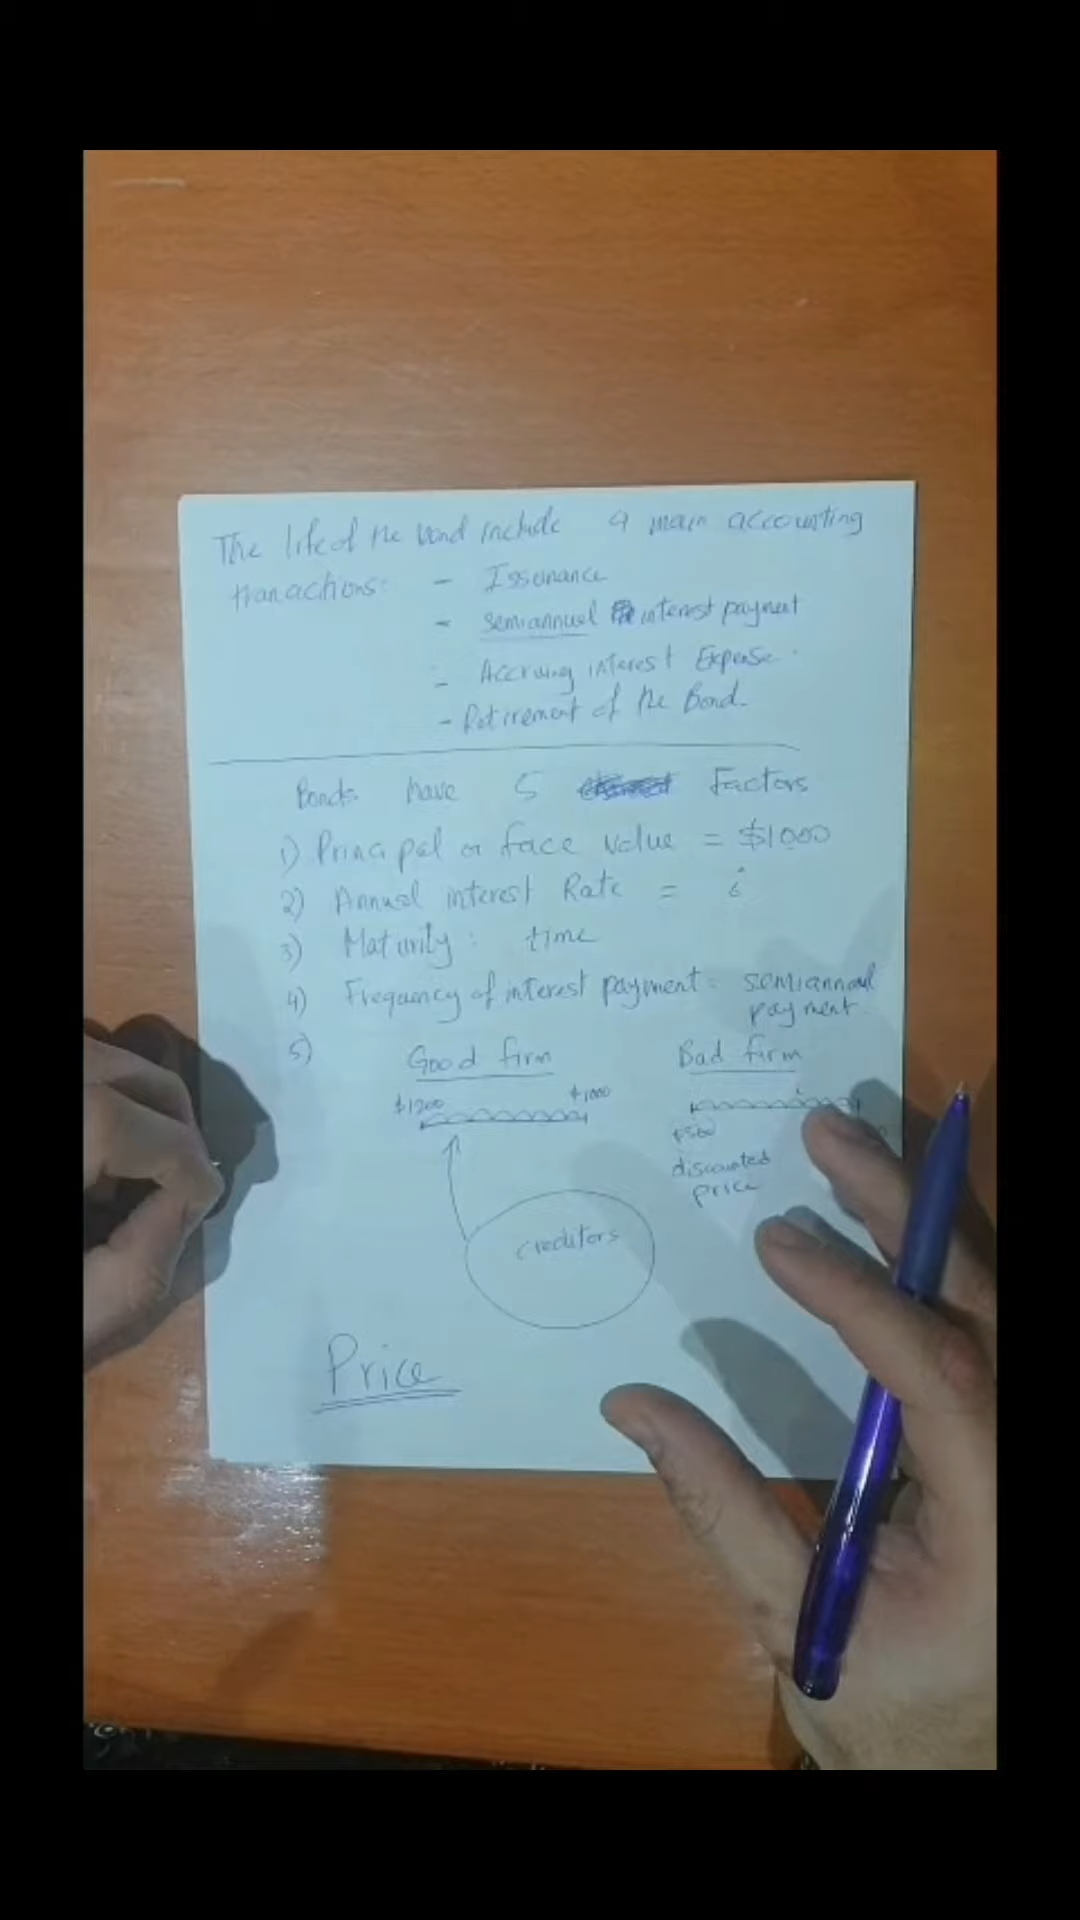 The life of the bond include 4 main accounting
tranactions: - Issuance
- semiannual interest payment
- Accruing interest Expense.
- Retirement of the Bond.
Bonds have 5 Factors
1) Principal or face value = $1000
2) Annual interest Rate = i
3) Maturity: time
4) Frequency of interest payment = semiannual
payment
5) Good firm Bad firm
$1200 $1000
$500
discounted
price
creditors
Price